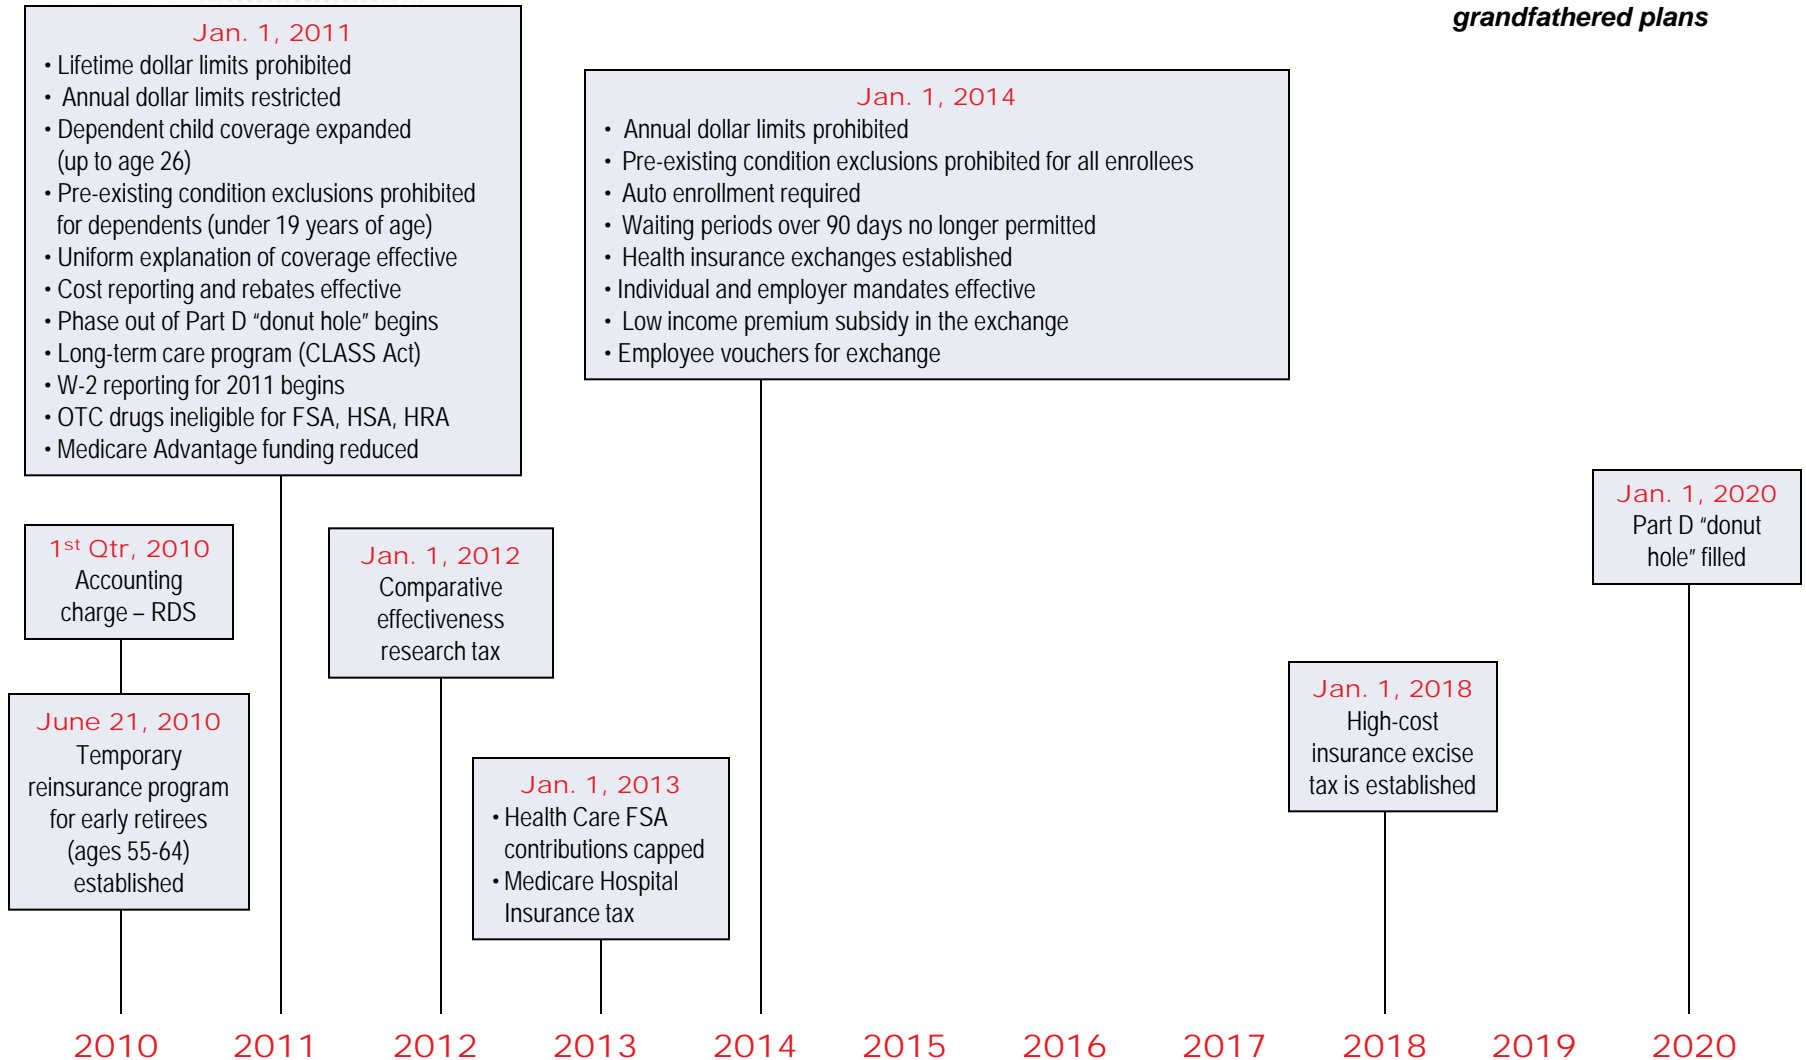 grandfathered plans
Jan. 1, 2011
• Lifetime dollar limits prohibited
• Annual dollar limits restricted
• Dependent child coverage expanded
(up to age 26)
• Pre-existing condition exclusions prohibited
for dependents (under 19 years of age)
• Uniform explanation of coverage effective
• Cost reporting and rebates effective
• Phase out of Part D “donut hole” begins
• Long-term care program (CLASS Act)
• W-2 reporting for 2011 begins
• OTC drugs ineligible for FSA, HSA, HRA
• Medicare Advantage funding reduced
Jan. 1, 2014
• Annual dollar limits prohibited
• Pre-existing condition exclusions prohibited for all enrollees
• Auto enrollment required
• Waiting periods over 90 days no longer permitted
• Health insurance exchanges established
• Individual and employer mandates effective
• Low income premium subsidy in the exchange
• Employee vouchers for exchange
1st Qtr, 2010
Accounting
charge – RDS
June 21, 2010
Temporary
reinsurance program
for early retirees
(ages 55-64)
established
Jan. 1, 2012
Comparative
effectiveness
research tax
Jan. 1, 2013
• Health Care FSA
contributions capped
• Medicare Hospital
Insurance tax
Jan. 1, 2018
High-cost
insurance excise
tax is established
Jan. 1, 2020
Part D “donut
hole” filled
2010 2011 2012 2013 2014 2015 2016 2017 2018 2019 2020